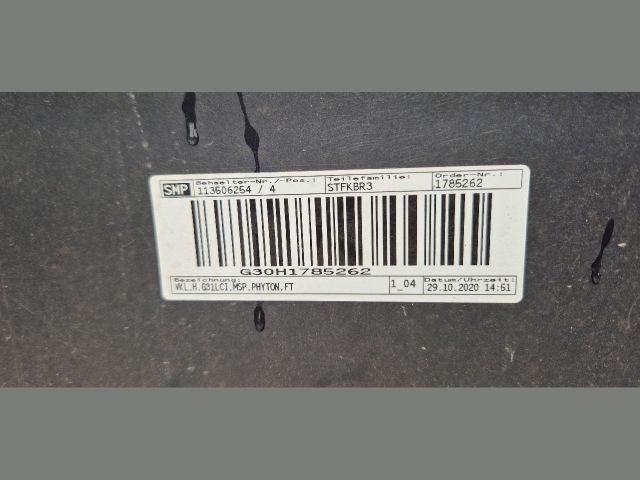 SMP Behaelter-Nr./-Pos.: Teilefamilie: Order-Nr.:
113606254 / 4 STFKBR3 1785262
G30H1785262
Bezeichnung: 1_04 Datum/Uhrzeit:
VKL.H.G31LCI.MSP.PHYTON.FT 29.10.2020 14:51